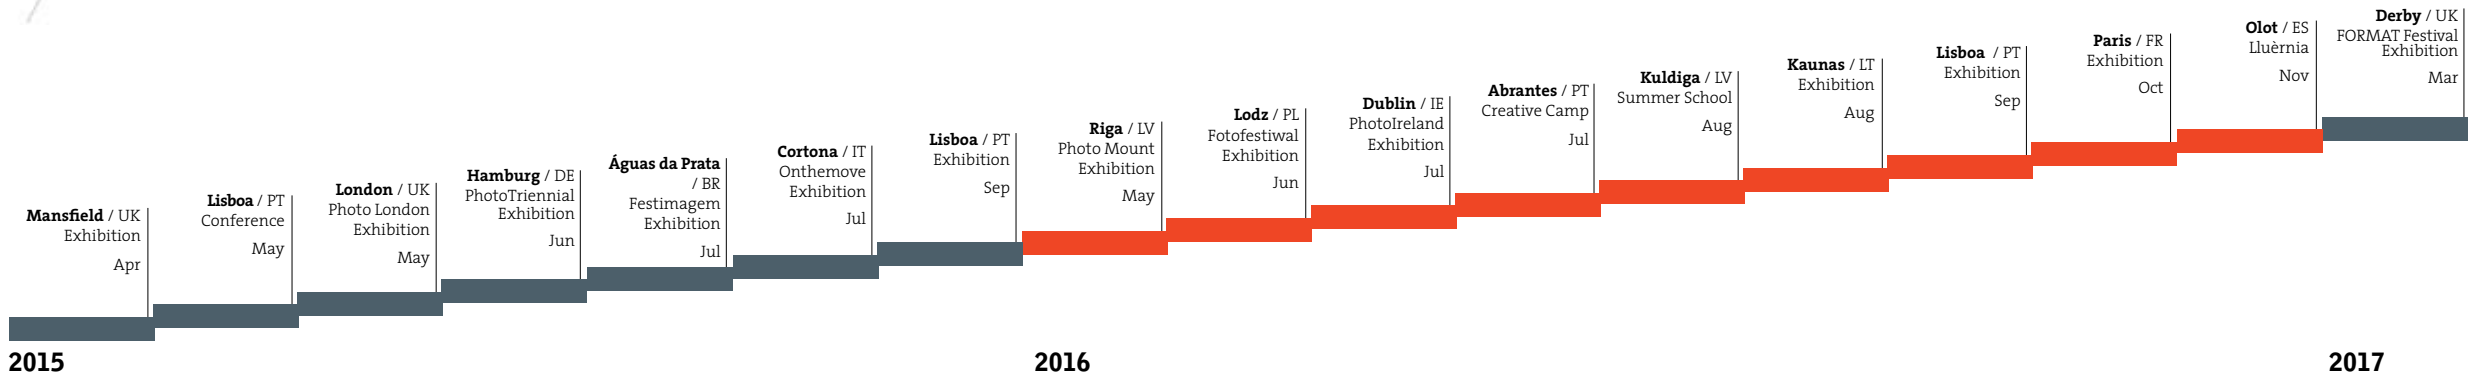 Mansfield / UK
Exhibition
Apr
Lisboa / PT
Conference
May
London / UK
Photo London
Exhibition
May
Hamburg / DE
PhotoTriennial
Exhibition
Jun
Águas da Prata
/ BR
Festimagem
Exhibition
Jul
Cortona / IT
Onthemove
Exhibition
Jul
Lisboa / PT
Exhibition
Sep
Riga / LV
Photo Mount
Exhibition
May
Lodz / PL
Fotofestiwal
Exhibition
Jun
Dublin / IE
PhotoIreland
Exhibition
Jul
Abrantes / PT
Creative Camp
Jul
Kuldiga / LV
Summer School
Aug
Kaunas / LT
Exhibition
Aug
Lisboa / PT
Exhibition
Sep
Paris / FR
Exhibition
Oct
Olot / ES
Lluèrnia
Nov
Derby / UK
FORMAT Festival
Exhibition
Mar
2015
2016
2017